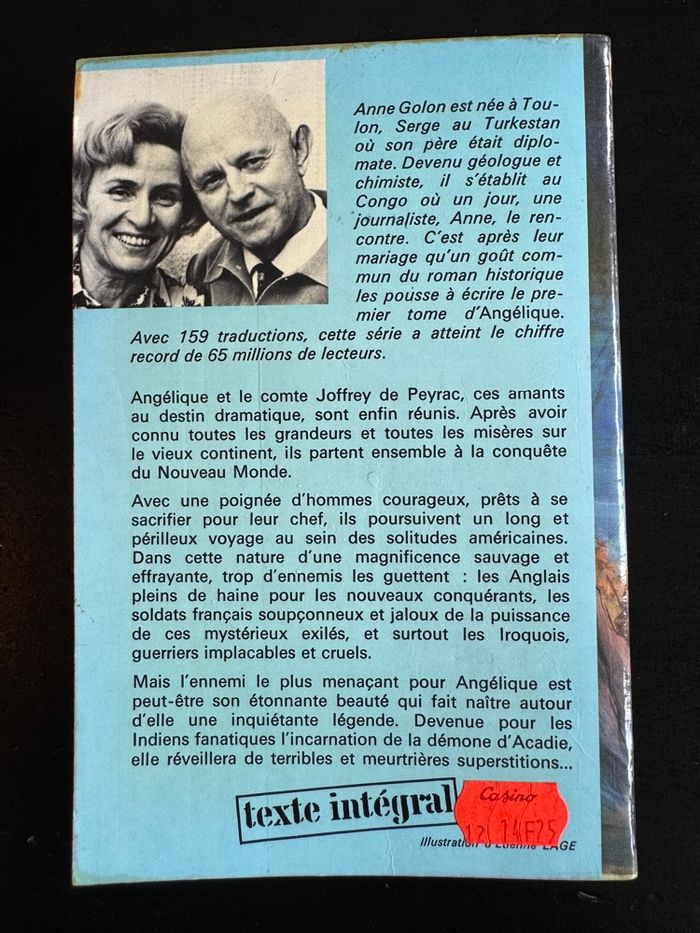 Anne Golon est née à Tou-
lon, Serge au Turkestan
où son père était diplo-
mate. Devenu géologue et
chimiste, il s'établit au
Congo où un jour, une
journaliste, Anne, le ren-
contre. C'est après leur
mariage qu'un goût com-
mun du roman historique
les pousse à écrire le pre-
mier tome d'Angélique.
Avec 159 traductions, cette série a atteint le chiffre
record de 65 millions de lecteurs.
Angélique et le comte Joffrey de Peyrac, ces amants
au destin dramatique, sont enfin réunis. Après avoir
connu toutes les grandeurs et toutes les misères sur
le vieux continent, ils partent ensemble à la conquête
du Nouveau Monde.
Avec une poignée d'hommes courageux, prêts à se
sacrifier pour leur chef, ils poursuivent un long et
périlleux voyage au sein des solitudes américaines.
Dans cette nature d'une magnificence sauvage et
effrayante, trop d'ennemis les guettent : les Anglais
pleins de haine pour les nouveaux conquérants, les
soldats français soupçonneux et jaloux de la puissance
de ces mystérieux exilés, et surtout les Iroquois,
guerriers implacables et cruels.
Mais l'ennemi le plus menaçant pour Angélique est
peut-être son étonnante beauté qui fait naître autour
d'elle une inquiétante légende. Devenue pour les
Indiens fanatiques l'incarnation de la démone d'Acadie,
elle réveillera de terribles et meurtrières superstitions...
texte intégral
Casino
12 14F25
Illustration d'Etienne LAGE